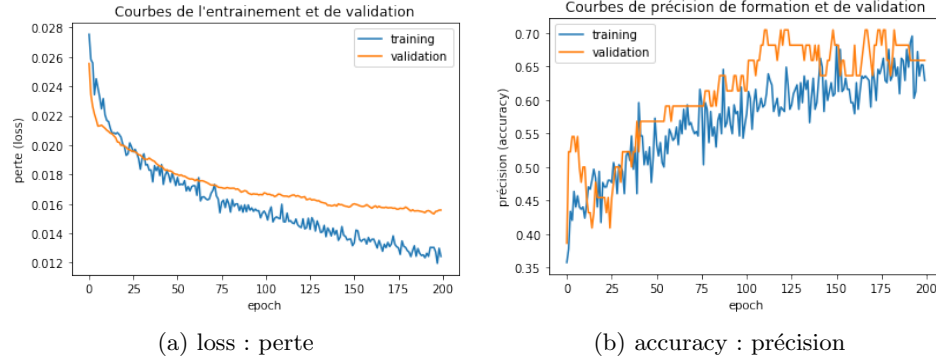 Courbes de l'entrainement et de validation
0.028
0.026
0.024
0.022
0.020
0.018
0.016
0.014
0.012
perte (loss)
training
validation
0 25 50 75 100 125 150 175 200
epoch
(a) loss : perte
Courbes de précision de formation et de validation
0.70
0.65
0.60
0.55
0.50
0.45
0.40
0.35
précision (accuracy)
training
validation
0 25 50 75 100 125 150 175 200
epoch
(b) accuracy : précision